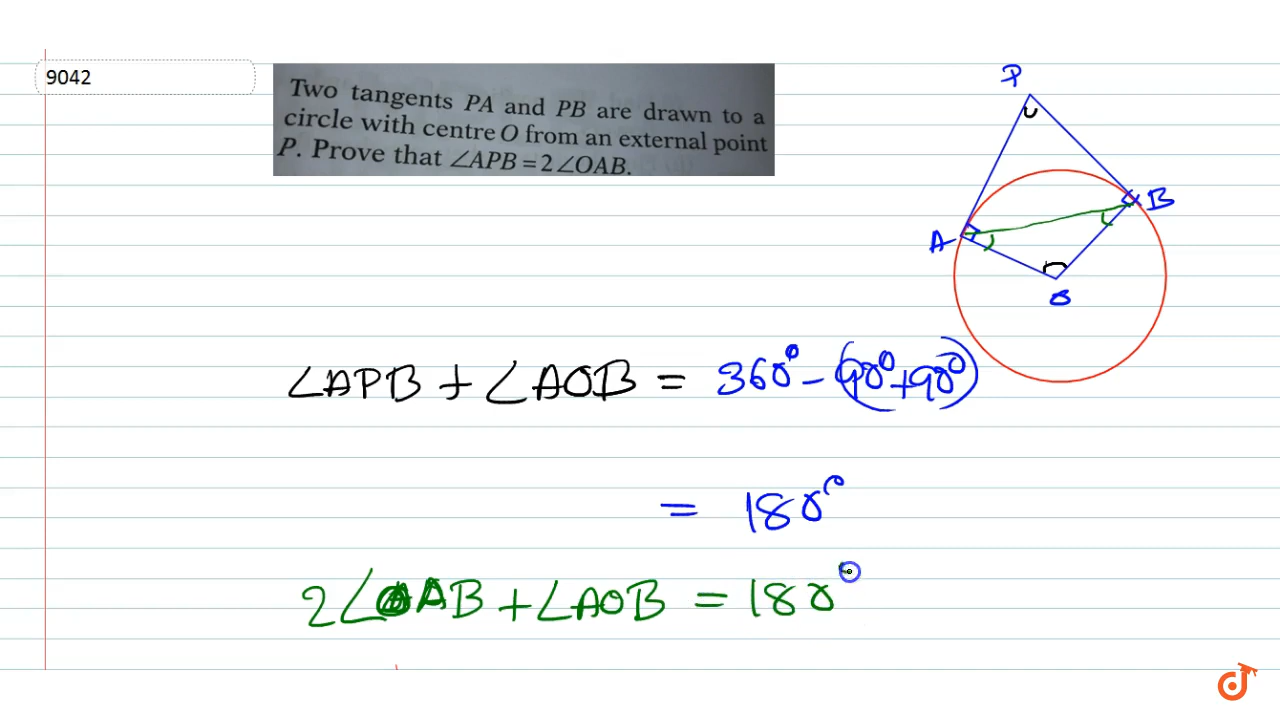 9042
Two tangents PA and PB are drawn to a
circle with centre O from an external point
P. Prove that ∠APB = 2∠OAB.
P
B
A
O
∠APB + ∠AOB = 360° - (90° + 90°)
= 180°
2∠OAB + ∠AOB = 180°